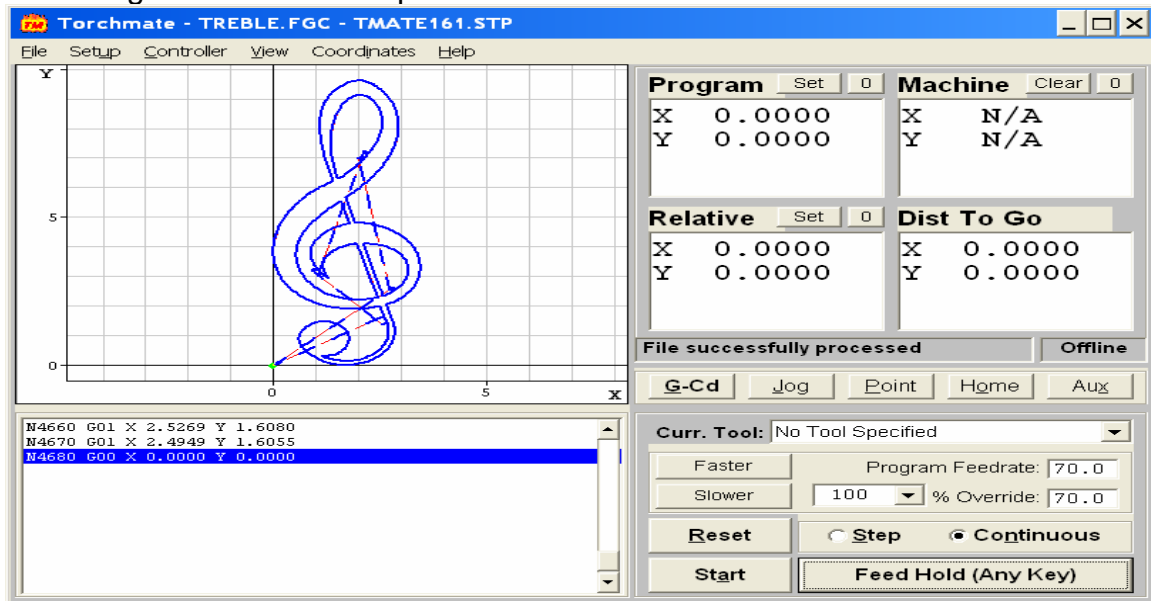 Torchmate - TREBLE.FGC - TMATE161.STP
File Setup Controller View Coordinates Help
Y
5
0
0 5 X
Program Set 0
X 0.0000
Y 0.0000
Machine Clear 0
X N/A
Y N/A
Relative Set 0
X 0.0000
Y 0.0000
Dist To Go
X 0.0000
Y 0.0000
File successfully processed Offline
G-Cd Jog Point Home Aux
N4660 G01 X 2.5269 Y 1.6080
N4670 G01 X 2.4949 Y 1.6055
N4680 G00 X 0.0000 Y 0.0000
Curr. Tool: No Tool Specified
Faster Program Feedrate: 70.0
Slower 100 % Override: 70.0
Reset Step Continuous
Start Feed Hold (Any Key)